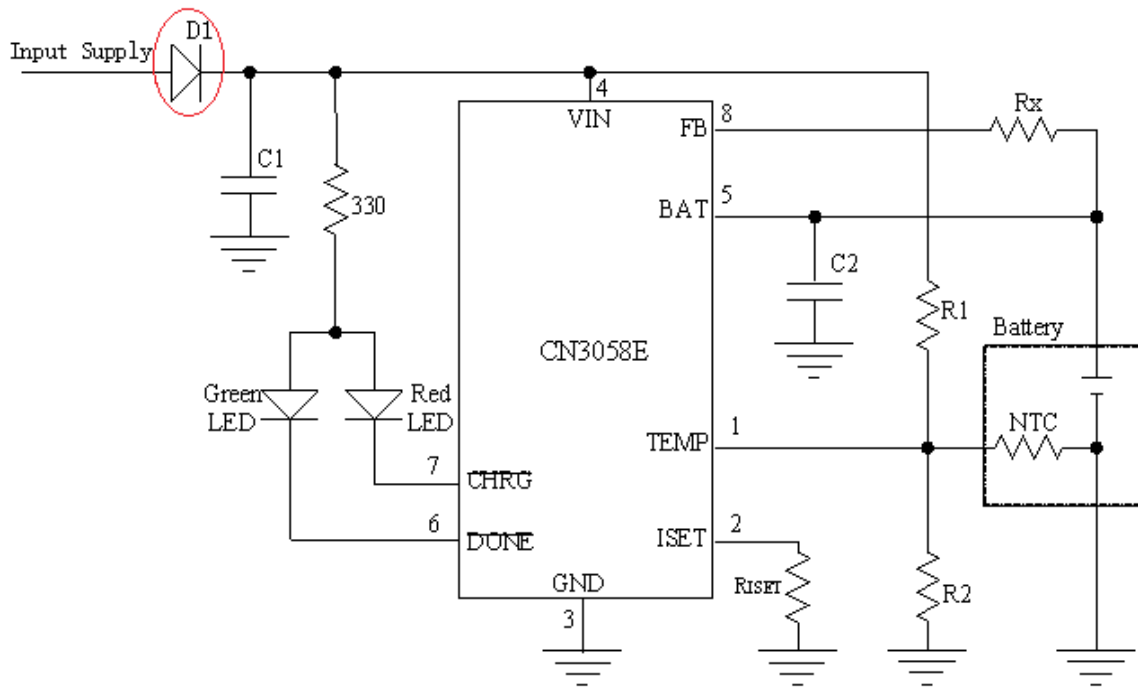 D1
Input Supply
4
VIN
8
FB
Rx
C1
330
5
BAT
C2
R1
CN3058E
Battery
Green
LED
Red
LED
NTC
TEMP
1
7
CHRG
6
DONE
ISET
2
RISET
R2
GND
3